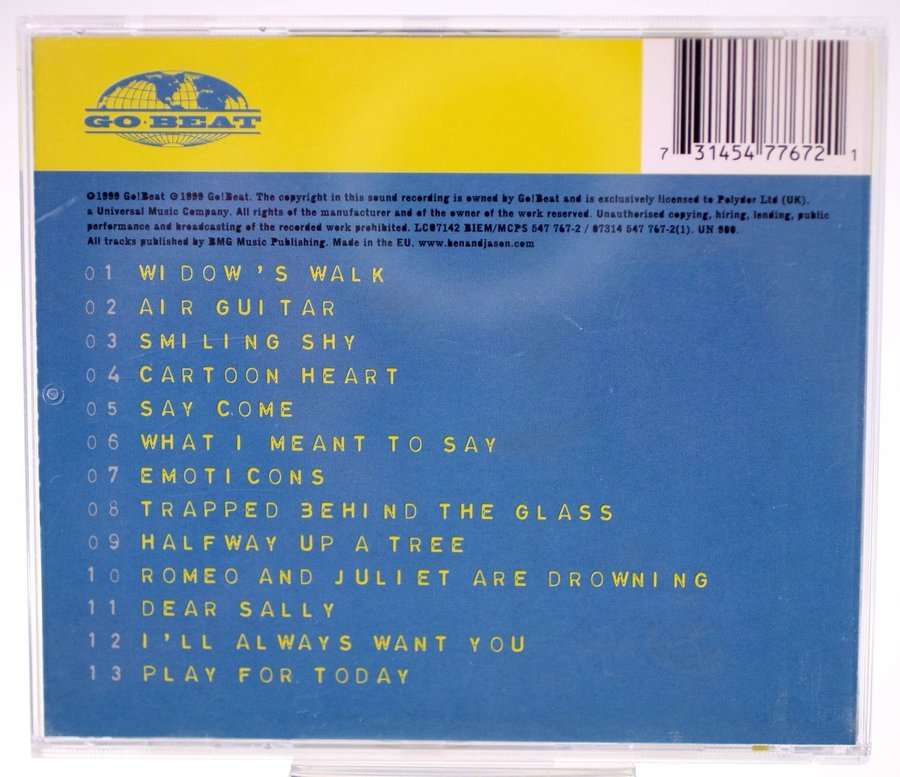 GO·BEAT
7 31454 77672 1
℗1999 Go!Beat ©1999 Go!Beat. The copyright in this sound recording is owned by Go!Beat and is exclusively licensed to Polydor Ltd (UK),
a Universal Music Company. All rights of the manufacturer and of the owner of the work reserved. Unauthorised copying, hiring, lending, public
performance and broadcasting of the recorded work prohibited. LC07142 BIEM/MCPS 547 767-2 / 07314 547 767-2(1). UN 900.
All tracks published by BMG Music Publishing. Made in the EU. www.benandjason.com
01 WIDOW'S WALK
02 AIR GUITAR
03 SMILING SHY
04 CARTOON HEART
05 SAY COME
06 WHAT I MEANT TO SAY
07 EMOTICONS
08 TRAPPED BEHIND THE GLASS
09 HALFWAY UP A TREE
10 ROMEO AND JULIET ARE DROWNING
11 DEAR SALLY
12 I'LL ALWAYS WANT YOU
13 PLAY FOR TODAY